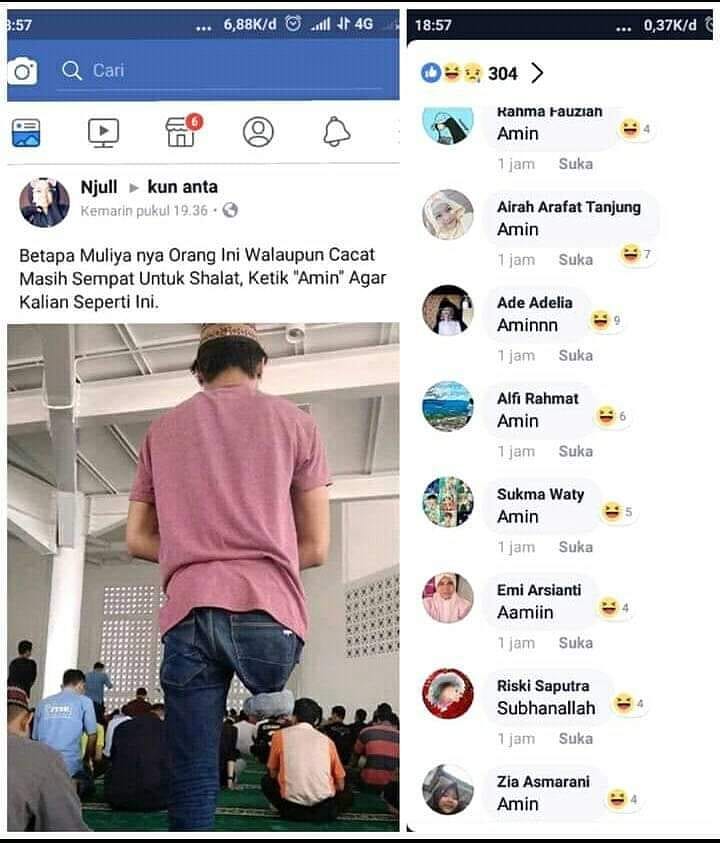 3:57
... 6,88K/d 4G
Cari
6
Njull ▸ kun anta
Kemarin pukul 19.36 •
Betapa Muliya nya Orang Ini Walaupun Cacat
Masih Sempat Untuk Shalat, Ketik "Amin" Agar
Kalian Seperti Ini.
18:57
... 0,37K/d
304
Rahma Fauziah
Amin
4
1 jam Suka
Airah Arafat Tanjung
Amin
1 jam Suka
7
Ade Adelia
Aminnn
9
1 jam Suka
Alfi Rahmat
Amin
6
1 jam Suka
Sukma Waty
Amin
5
1 jam Suka
Emi Arsianti
Aamiin
4
1 jam Suka
Riski Saputra
Subhanallah
4
1 jam Suka
Zia Asmarani
Amin
4